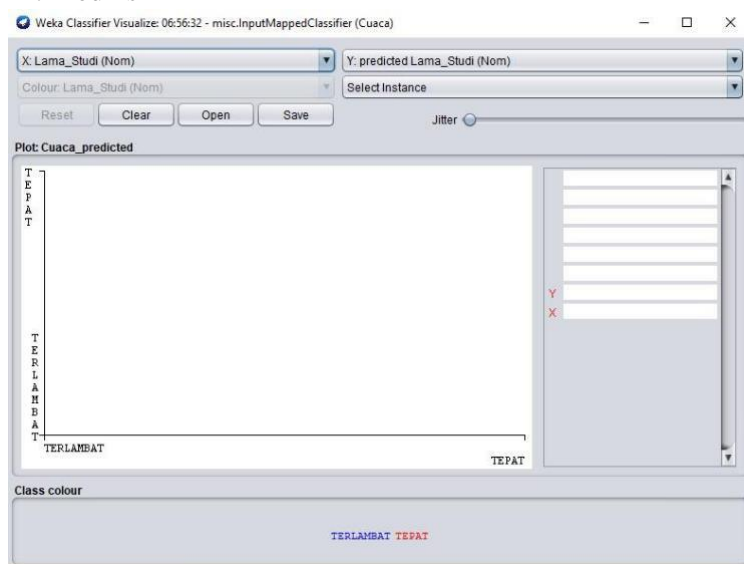 Weka Classifier Visualize: 06:56:32 - misc.InputMappedClassifier (Cuaca)
X: Lama_Studi (Nom)
Y: predicted Lama_Studi (Nom)
Colour: Lama_Studi (Nom)
Select Instance
Reset
Clear
Open
Save
Jitter
Plot: Cuaca_predicted
TEPAT
TERLAMBAT
TERLAMBAT
TEPAT
Y
X
Class colour
TERLAMBAT TEPAT